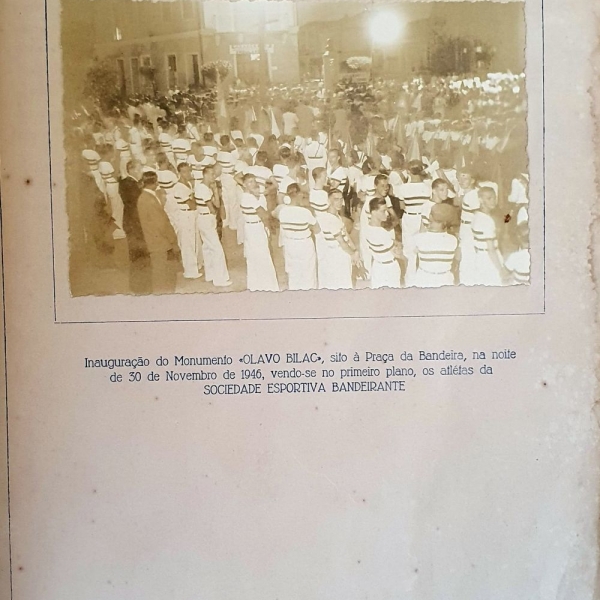 Inauguração do Monumento «OLAVO BILAC», sito à Praça da Bandeira, na noite
de 30 de Novembro de 1946, vendo-se no primeiro plano, os atlétas da
SOCIEDADE ESPORTIVA BANDEIRANTE